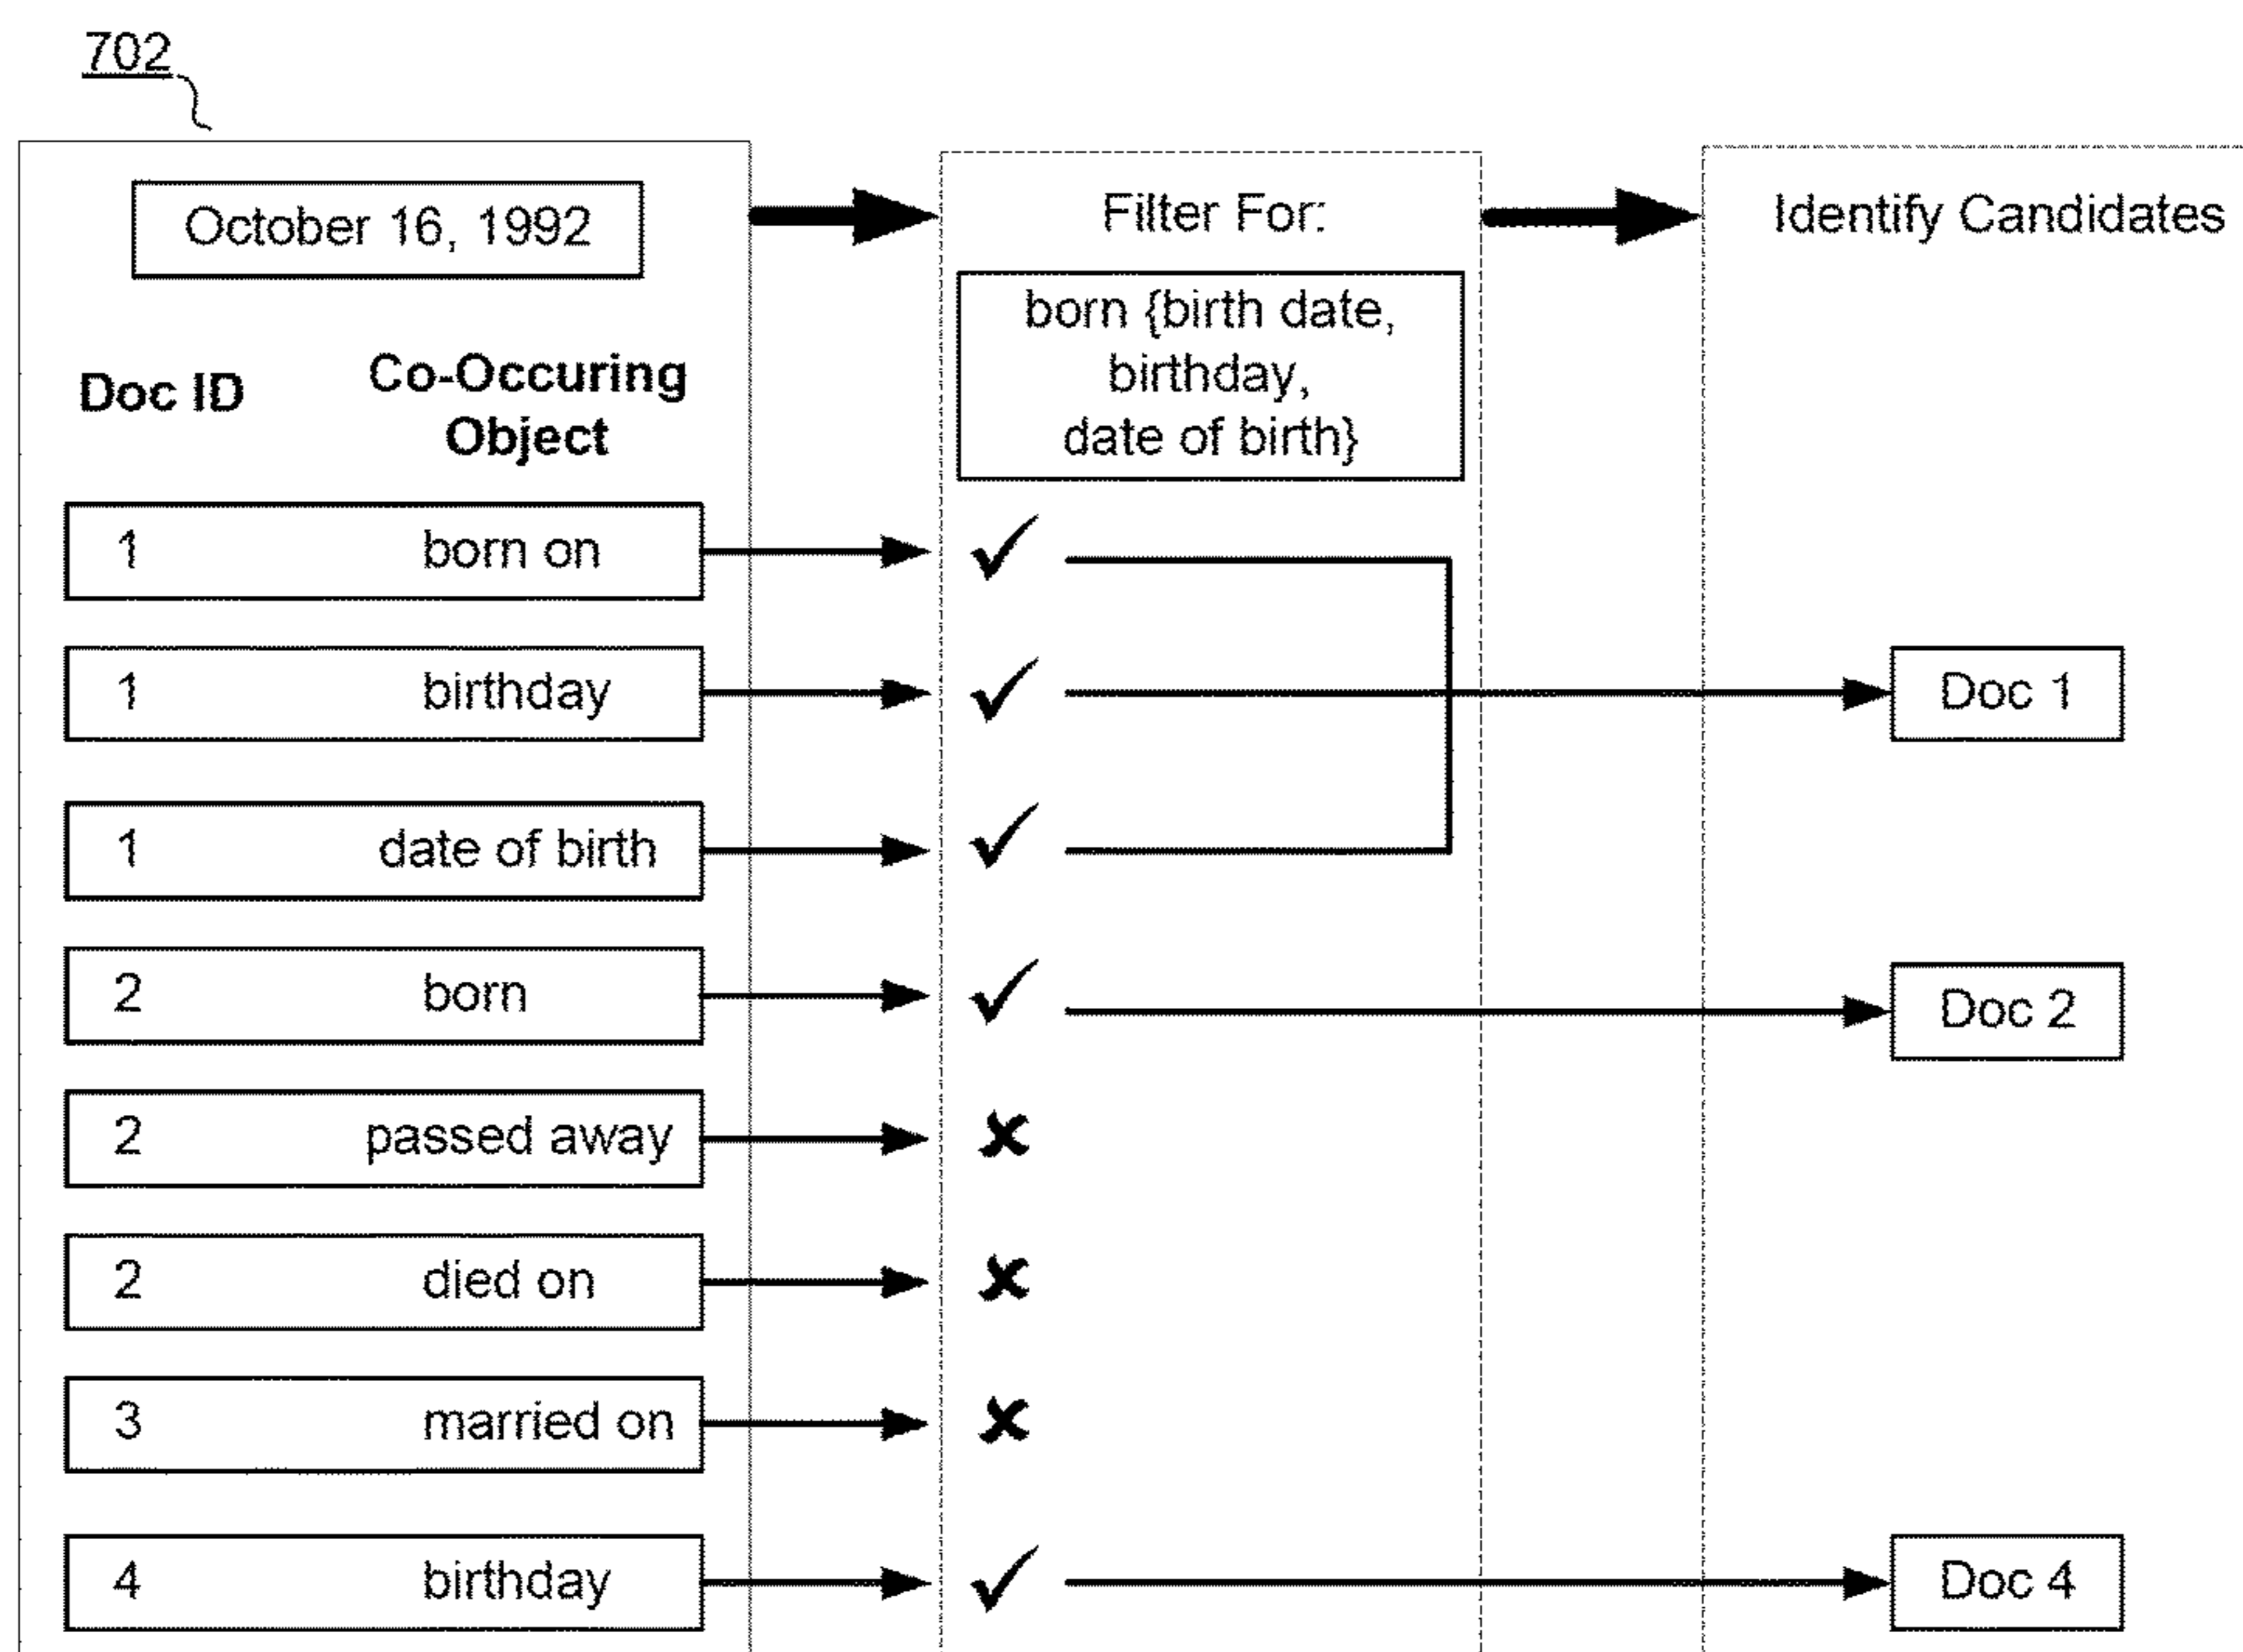 702
October 16, 1992
Filter For:
Identify Candidates
born {birth date,
birthday,
date of birth}
Doc ID
Co-Occuring
Object
1 born on
1 birthday
Doc 1
1 date of birth
2 born
Doc 2
2 passed away
2 died on
3 married on
4 birthday
Doc 4